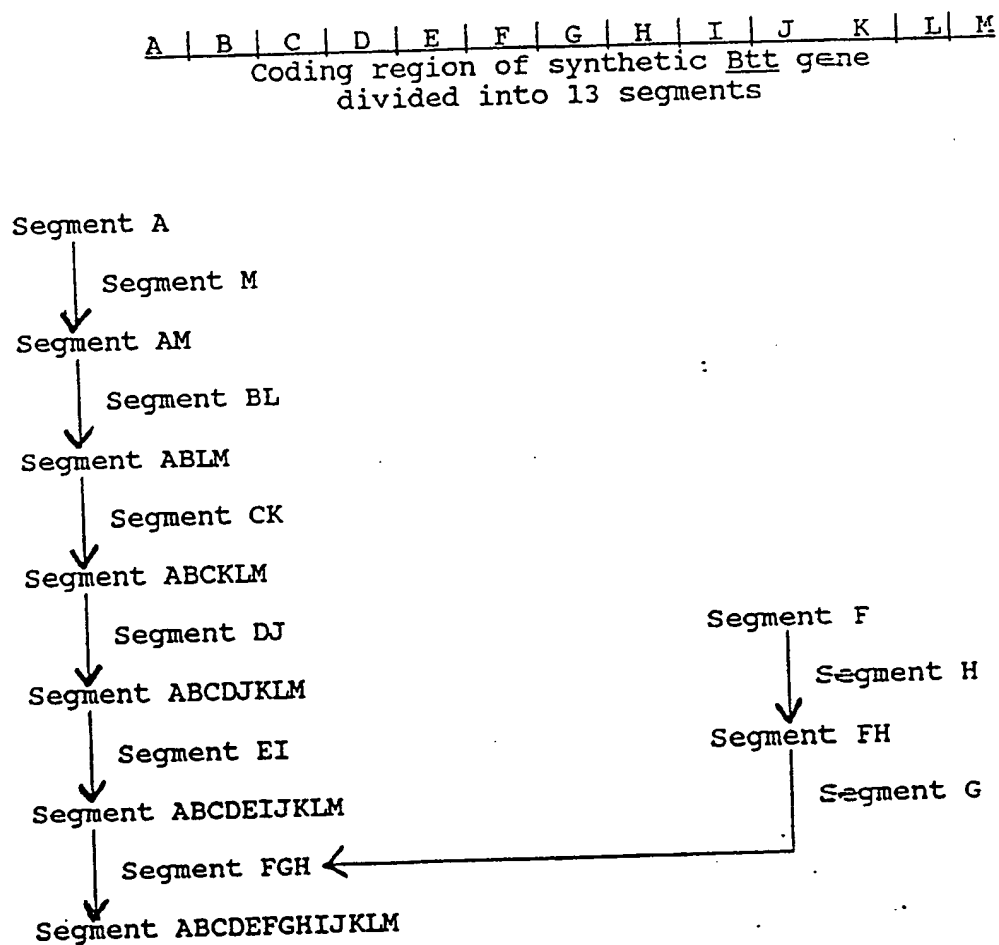 A | B | C | D | E | F | G | H | I | J K | L | M
Coding region of synthetic Btt gene
divided into 13 segments
Segment A
Segment M
Segment AM
Segment BL
Segment ABLM
Segment CK
Segment ABCKLM
Segment DJ
Segment ABCDJKLM
Segment EI
Segment ABCDEIJKLM
Segment FGH
Segment ABCDEFGHIJKLM
Segment F
Segment H
Segment FH
Segment G